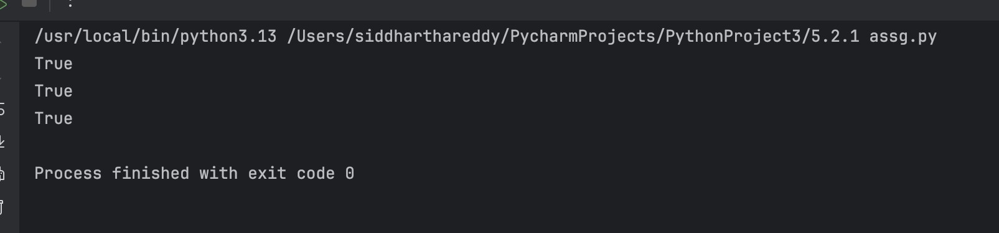 /usr/local/bin/python3.13 /Users/siddharthareddy/PycharmProjects/PythonProject3/5.2.1 assg.py
True
True
True
Process finished with exit code 0